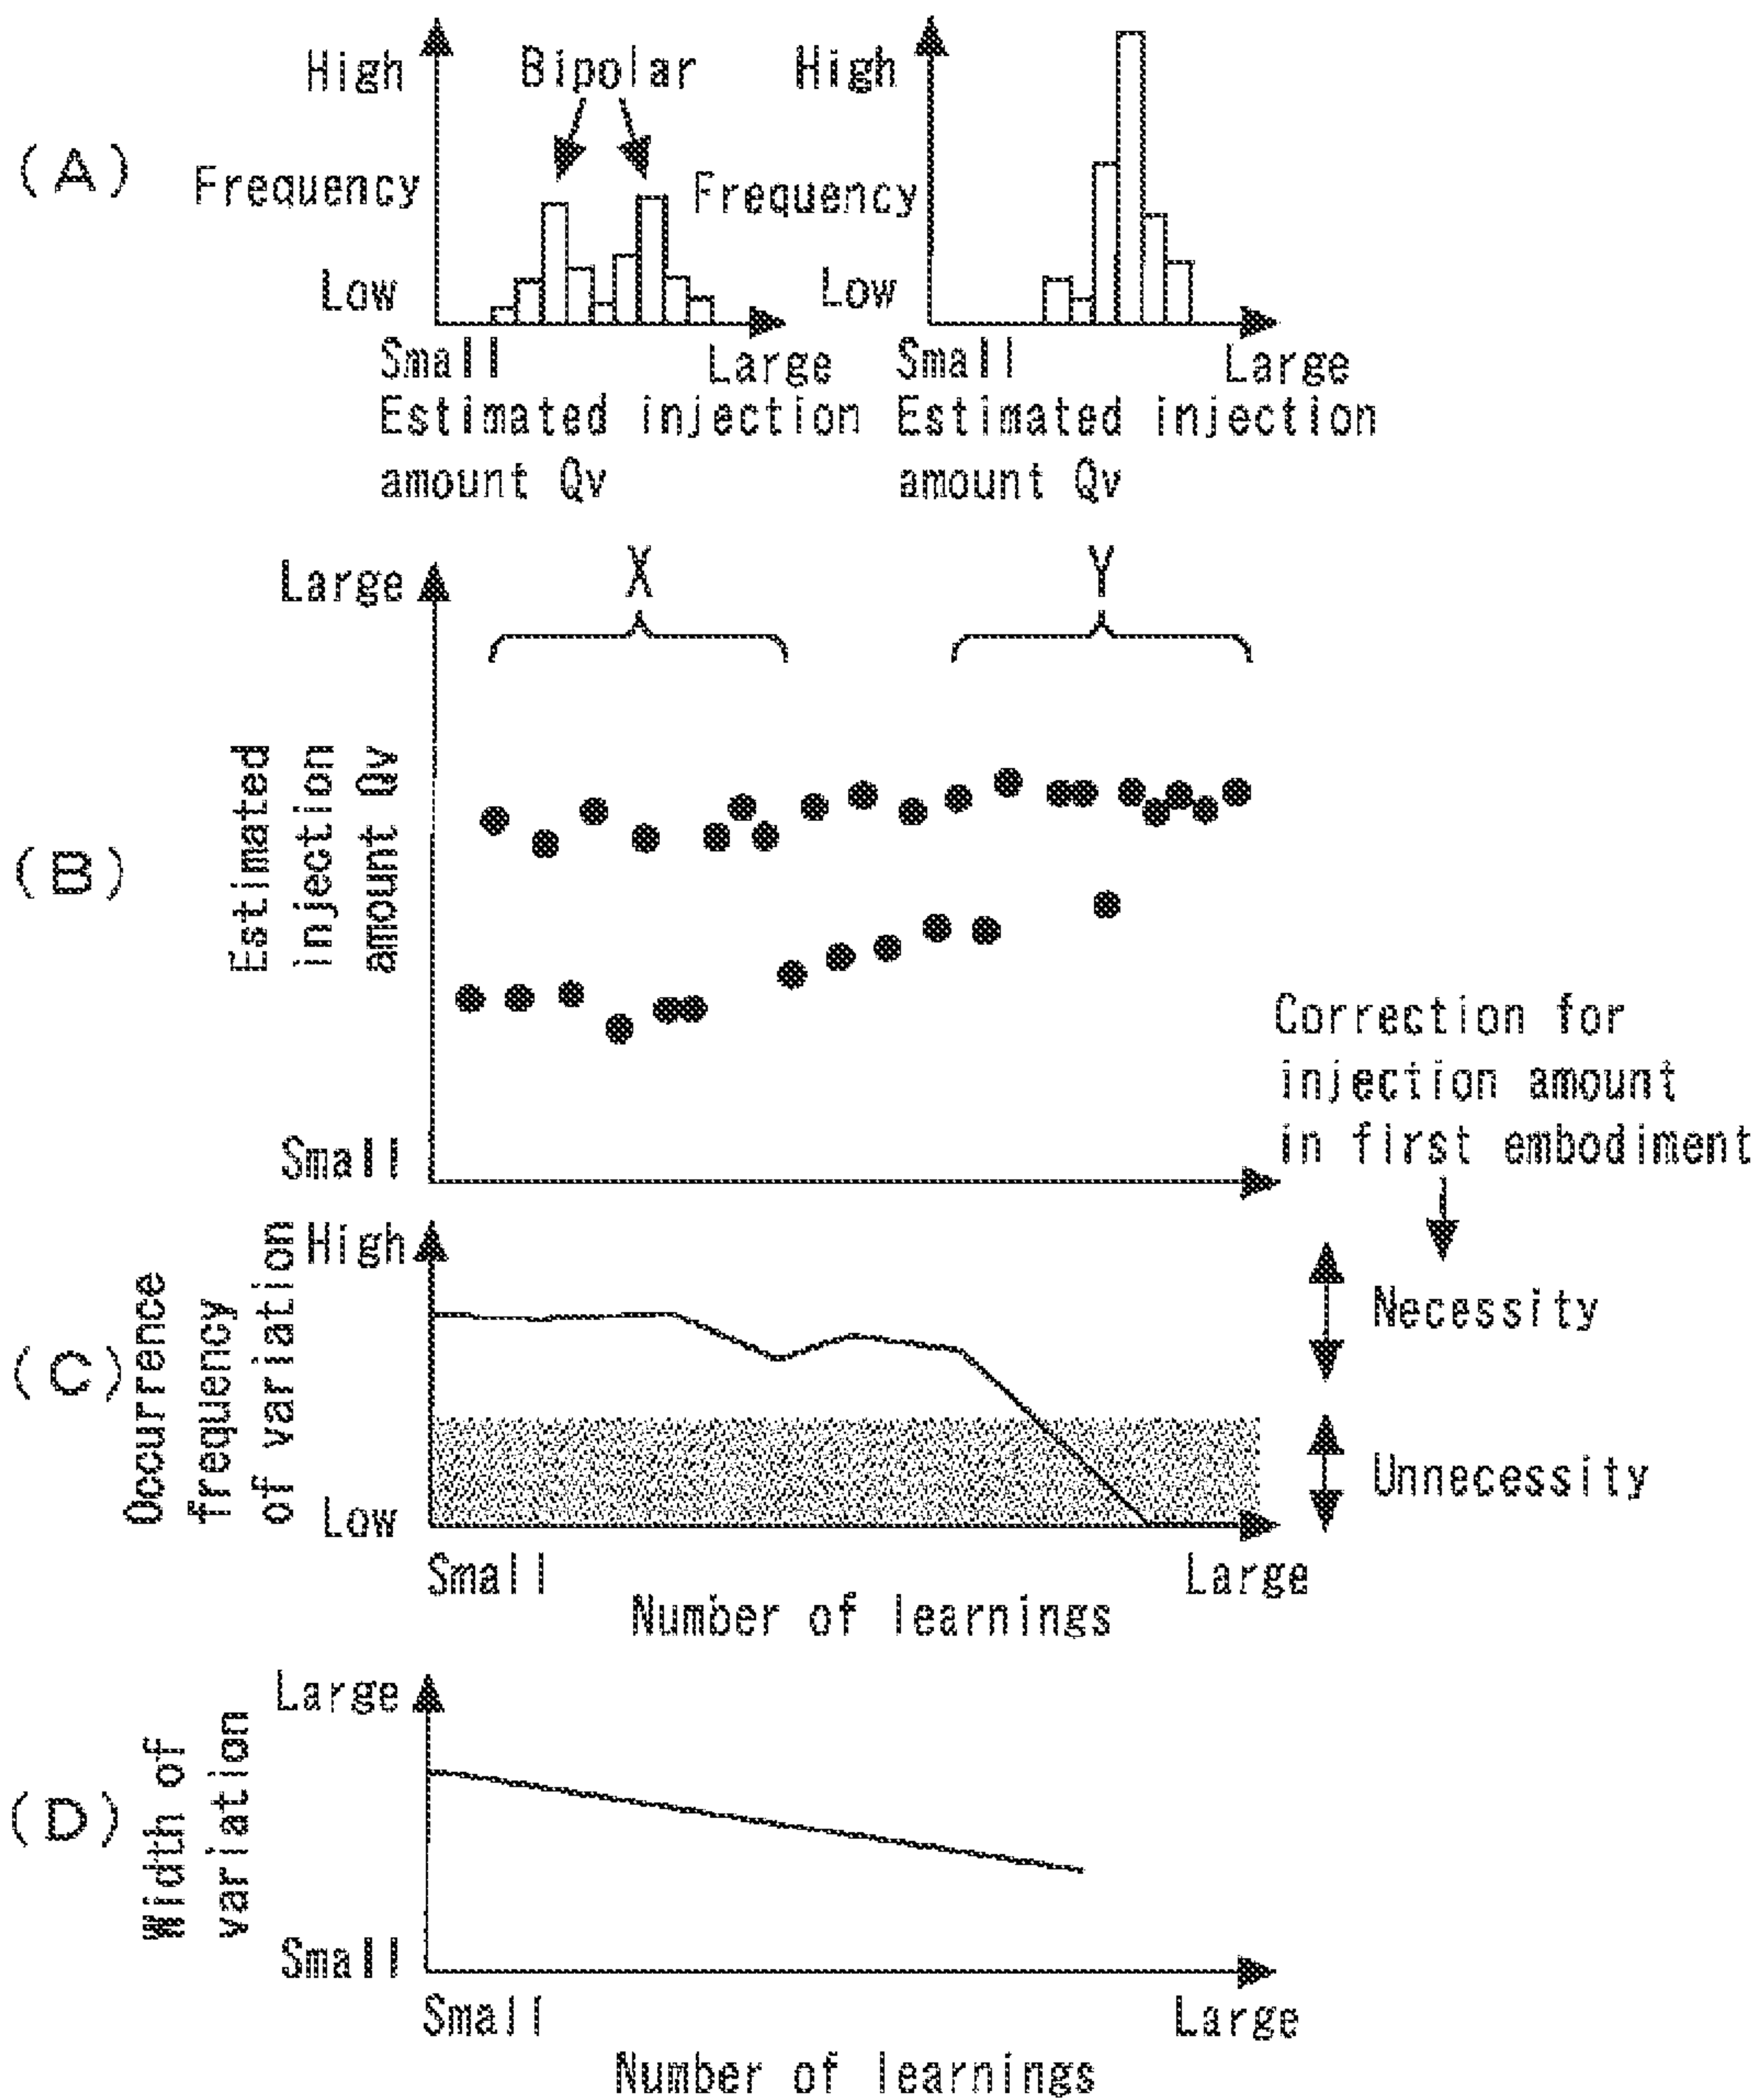 (A)
High
Bipolar
Frequency
Low
Small
Large
Estimated injection
amount Qv
High
Frequency
Low
Small
Large
Estimated injection
amount Qv
(B)
Large
X
Y
Estimated
injection
amount Qv
Small
Correction for
injection amount
in first embodiment
(C)
Occurrence
frequency
of variation
High
Low
Necessity
Unnecessity
Small
Large
Number of learnings
(D)
Width of
variation
Large
Small
Small
Large
Number of learnings